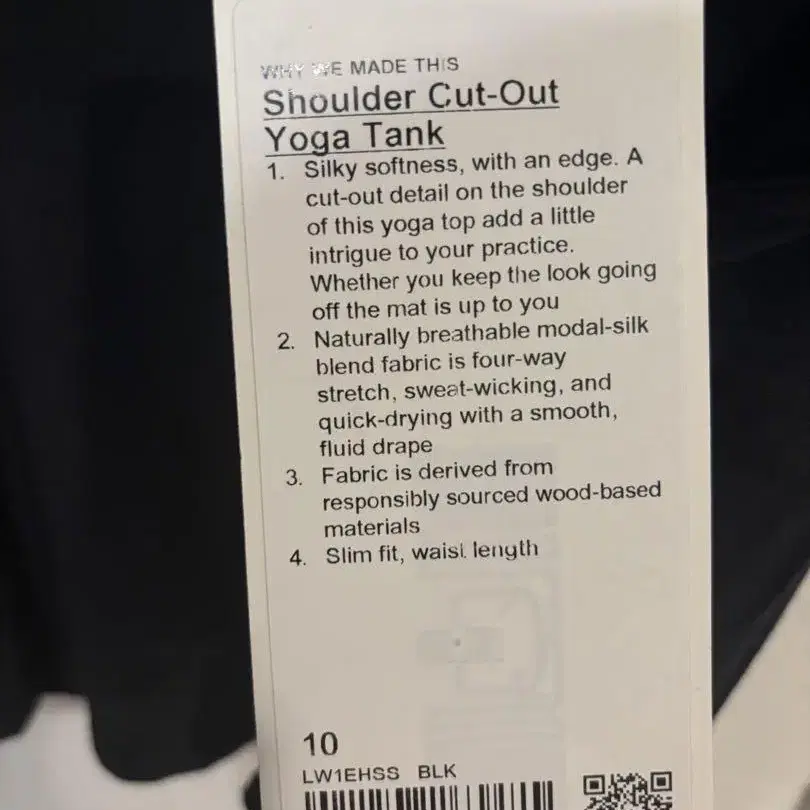 WHY WE MADE THIS
Shoulder Cut-Out
Yoga Tank
1. Silky softness, with an edge. A
cut-out detail on the shoulder
of this yoga top add a little
intrigue to your practice.
Whether you keep the look going
off the mat is up to you
2. Naturally breathable modal-silk
blend fabric is four-way
stretch, sweat-wicking, and
quick-drying with a smooth,
fluid drape
3. Fabric is derived from
responsibly sourced wood-based
materials
4. Slim fit, waist length
10
LW1EHSS BLK